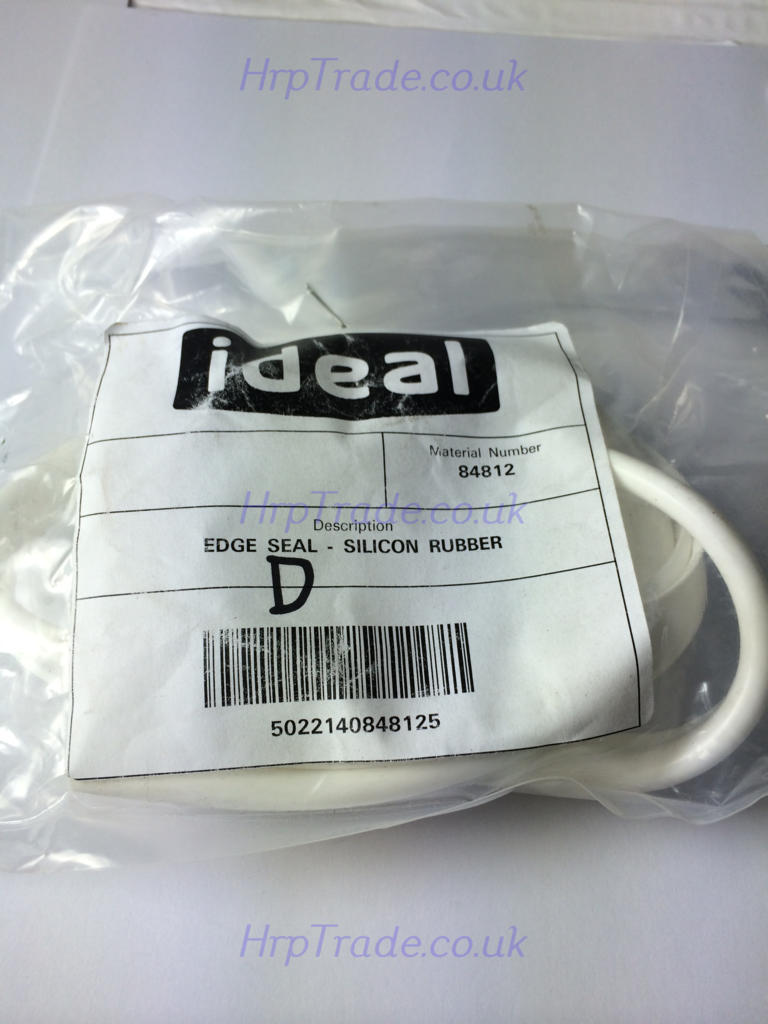 HrpTrade.co.uk
ideal
Material Number
84812
HrpTrade.co.uk
Description
EDGE SEAL - SILICON RUBBER
D
5022140848125
HrpTrade.co.uk